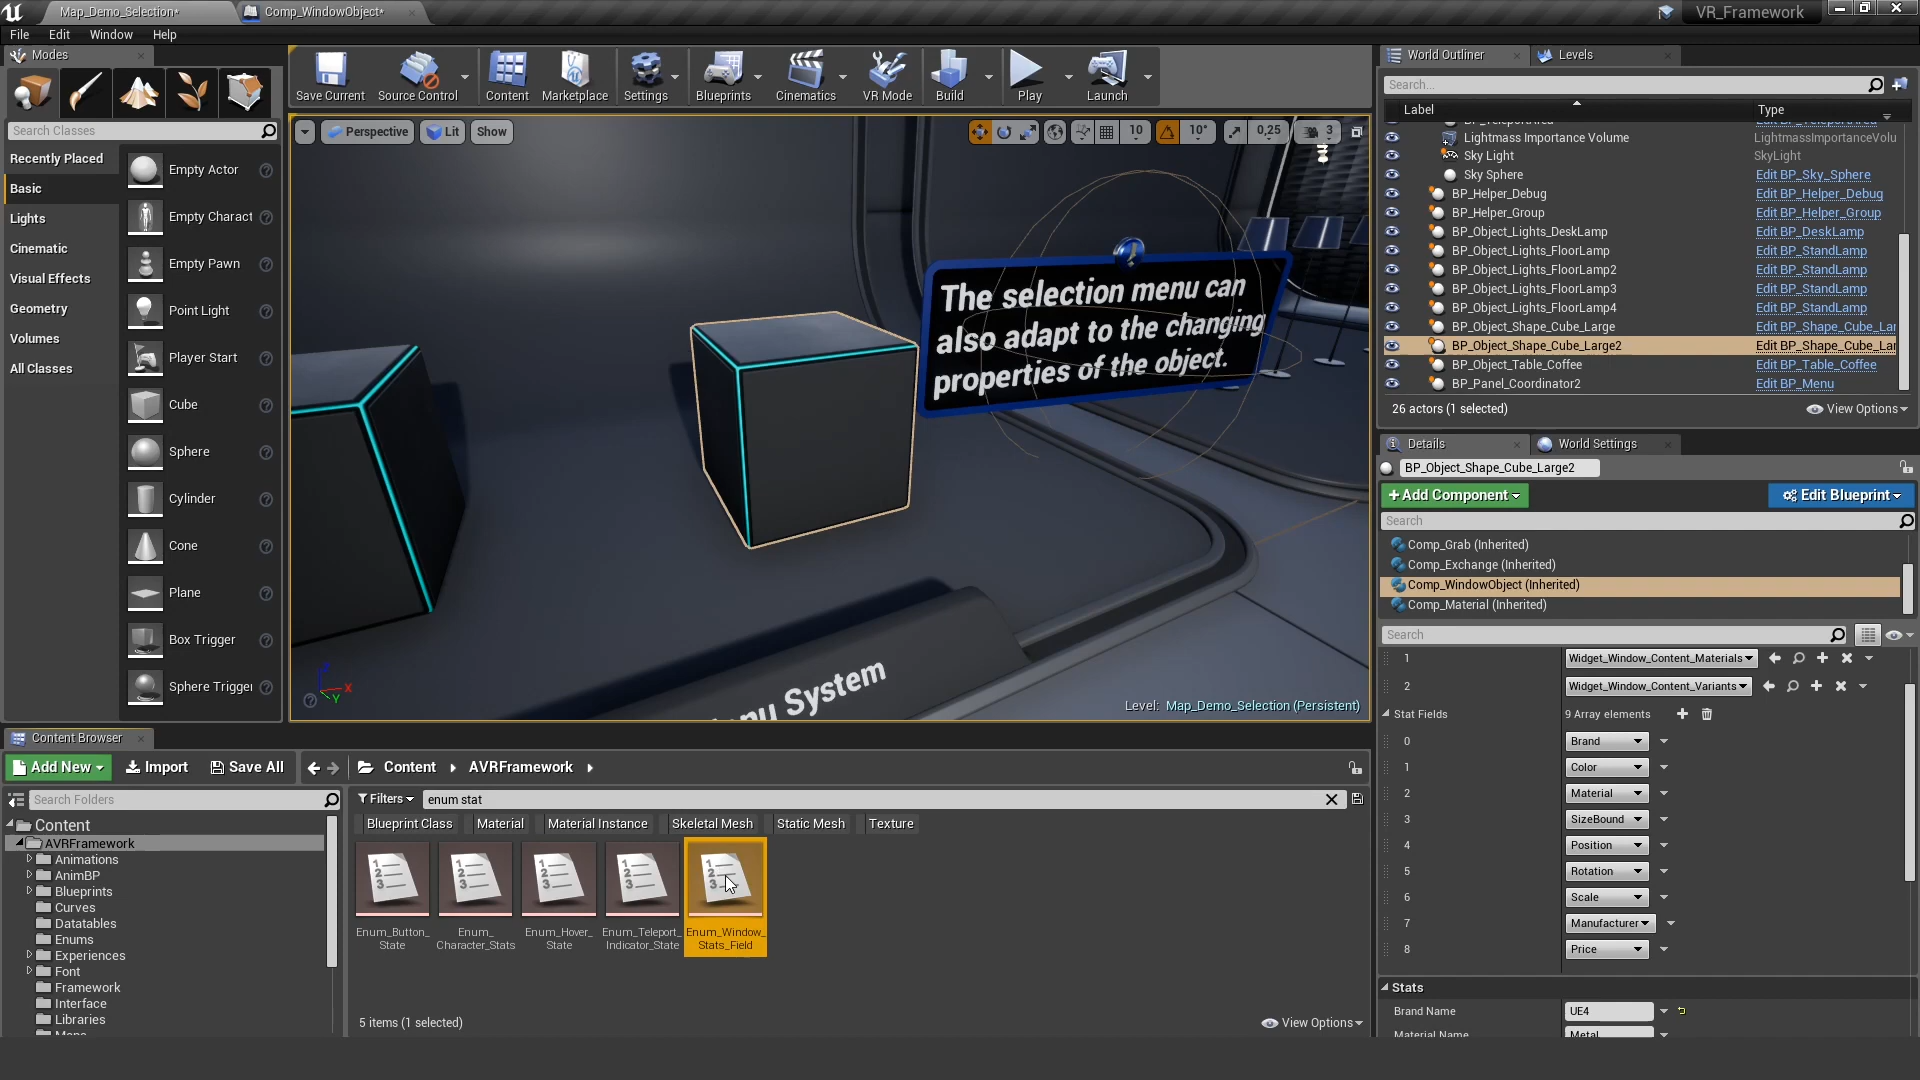 Map_Demo_Selection*
Comp_WindowObject*
VR_Framework
File Edit Window Help
Modes
Save Current
Source Control
Content
Marketplace
Settings
Blueprints
Cinematics
VR Mode
Build
Play
Launch
Search Classes
Recently Placed
Basic
Lights
Cinematic
Visual Effects
Geometry
Volumes
All Classes
Empty Actor
Empty Charact
Empty Pawn
Point Light
Player Start
Cube
Sphere
Cylinder
Cone
Plane
Box Trigger
Sphere Trigger
Perspective
Lit
Show
10
10°
0,25
3
The selection menu can
also adapt to the changing
properties of the object.
System
X
Y
Level: Map_Demo_Selection (Persistent)
World Outliner
Levels
Search...
Label Type
Lightmass Importance Volume LightmassImportanceVolu
Sky Light SkyLight
Sky Sphere Edit BP_Sky_Sphere
BP_Helper_Debug Edit BP_Helper_Debug
BP_Helper_Group Edit BP_Helper_Group
BP_Object_Lights_DeskLamp Edit BP_DeskLamp
BP_Object_Lights_FloorLamp Edit BP_StandLamp
BP_Object_Lights_FloorLamp2 Edit BP_StandLamp
BP_Object_Lights_FloorLamp3 Edit BP_StandLamp
BP_Object_Lights_FloorLamp4 Edit BP_StandLamp
BP_Object_Shape_Cube_Large Edit BP_Shape_Cube_Lar
BP_Object_Shape_Cube_Large2 Edit BP_Shape_Cube_Lar
BP_Object_Table_Coffee Edit BP_Table_Coffee
BP_Panel_Coordinator2 Edit BP_Menu
26 actors (1 selected)
View Options
Details
World Settings
BP_Object_Shape_Cube_Large2
+Add Component
Edit Blueprint
Search
Comp_Grab (Inherited)
Comp_Exchange (Inherited)
Comp_WindowObject (Inherited)
Comp_Material (Inherited)
Search
1 Widget_Window_Content_Materials
2 Widget_Window_Content_Variants
Stat Fields 9 Array elements
0 Brand
1 Color
2 Material
3 SizeBound
4 Position
5 Rotation
6 Scale
7 Manufacturer
8 Price
Stats
Brand Name UE4
Material Name Metal
Content Browser
Add New
Import
Save All
Content
AVRFramework
Search Folders
Filters
enum stat
Blueprint Class
Material
Material Instance
Skeletal Mesh
Static Mesh
Texture
Content
AVRFramework
Animations
AnimBP
Blueprints
Curves
Datatables
Enums
Experiences
Font
Framework
Interface
Libraries
Enum_Button_
State
Enum_
Character_Stats
Enum_Hover_
State
Enum_Teleport_
Indicator_State
Enum_Window_
Stats_Field
5 items (1 selected)
View Options